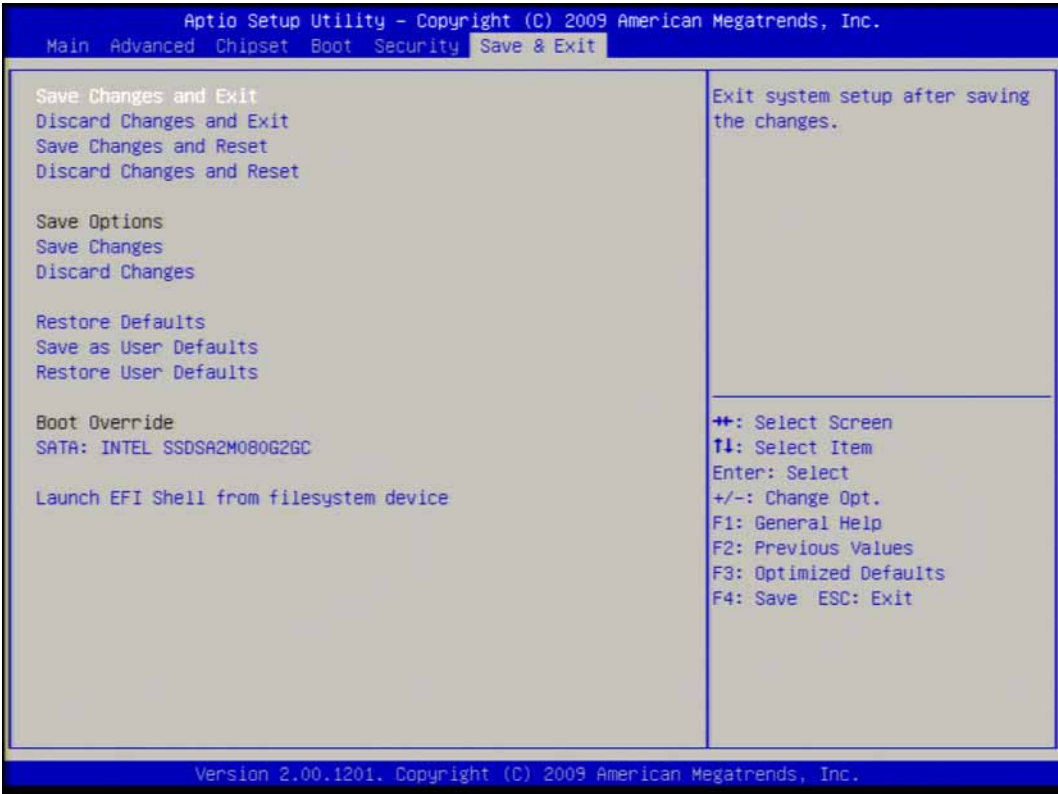 Aptio Setup Utility – Copyright (C) 2009 American Megatrends, Inc.
Main Advanced Chipset Boot Security Save & Exit
Save Changes and Exit
Discard Changes and Exit
Save Changes and Reset
Discard Changes and Reset
Save Options
Save Changes
Discard Changes
Restore Defaults
Save as User Defaults
Restore User Defaults
Boot Override
SATA: INTEL SSDSA2M080G2GC
Launch EFI Shell from filesystem device
Exit system setup after saving
the changes.
→←: Select Screen
↑↓: Select Item
Enter: Select
+/-: Change Opt.
F1: General Help
F2: Previous Values
F3: Optimized Defaults
F4: Save ESC: Exit
Version 2.00.1201. Copyright (C) 2009 American Megatrends, Inc.